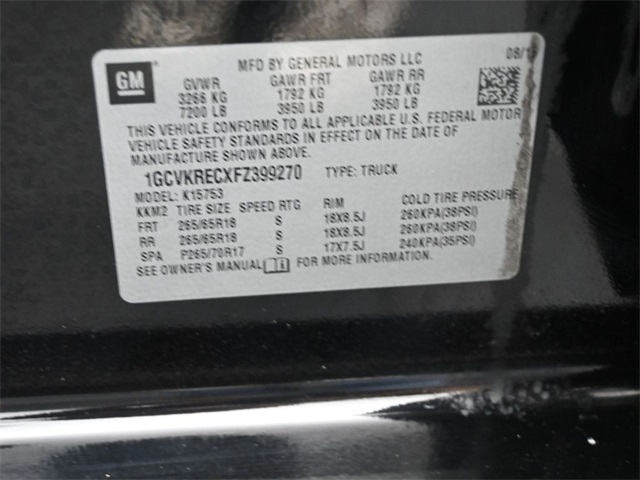 GM
MFD BY GENERAL MOTORS LLC 08/1
GVWR GAWR FRT GAWR RR
3266 KG 1792 KG 1792 KG
7200 LB 3950 LB 3950 LB
THIS VEHICLE CONFORMS TO ALL APPLICABLE U.S. FEDERAL MOTOR
VEHICLE SAFETY STANDARDS IN EFFECT ON THE DATE OF
MANUFACTURE SHOWN ABOVE.
1GCVKRECXFZ399270 TYPE: TRUCK
MODEL: K15753
KKM2 TIRE SIZE SPEED RTG RIM COLD TIRE PRESSURE
FRT 265/65R18 S 18X8.5J 260KPA(38PSI)
RR 265/65R18 S 18X8.5J 260KPA(38PSI)
SPA P265/70R17 S 17X7.5J 240KPA(35PSI)
SEE OWNER'S MANUAL FOR MORE INFORMATION.